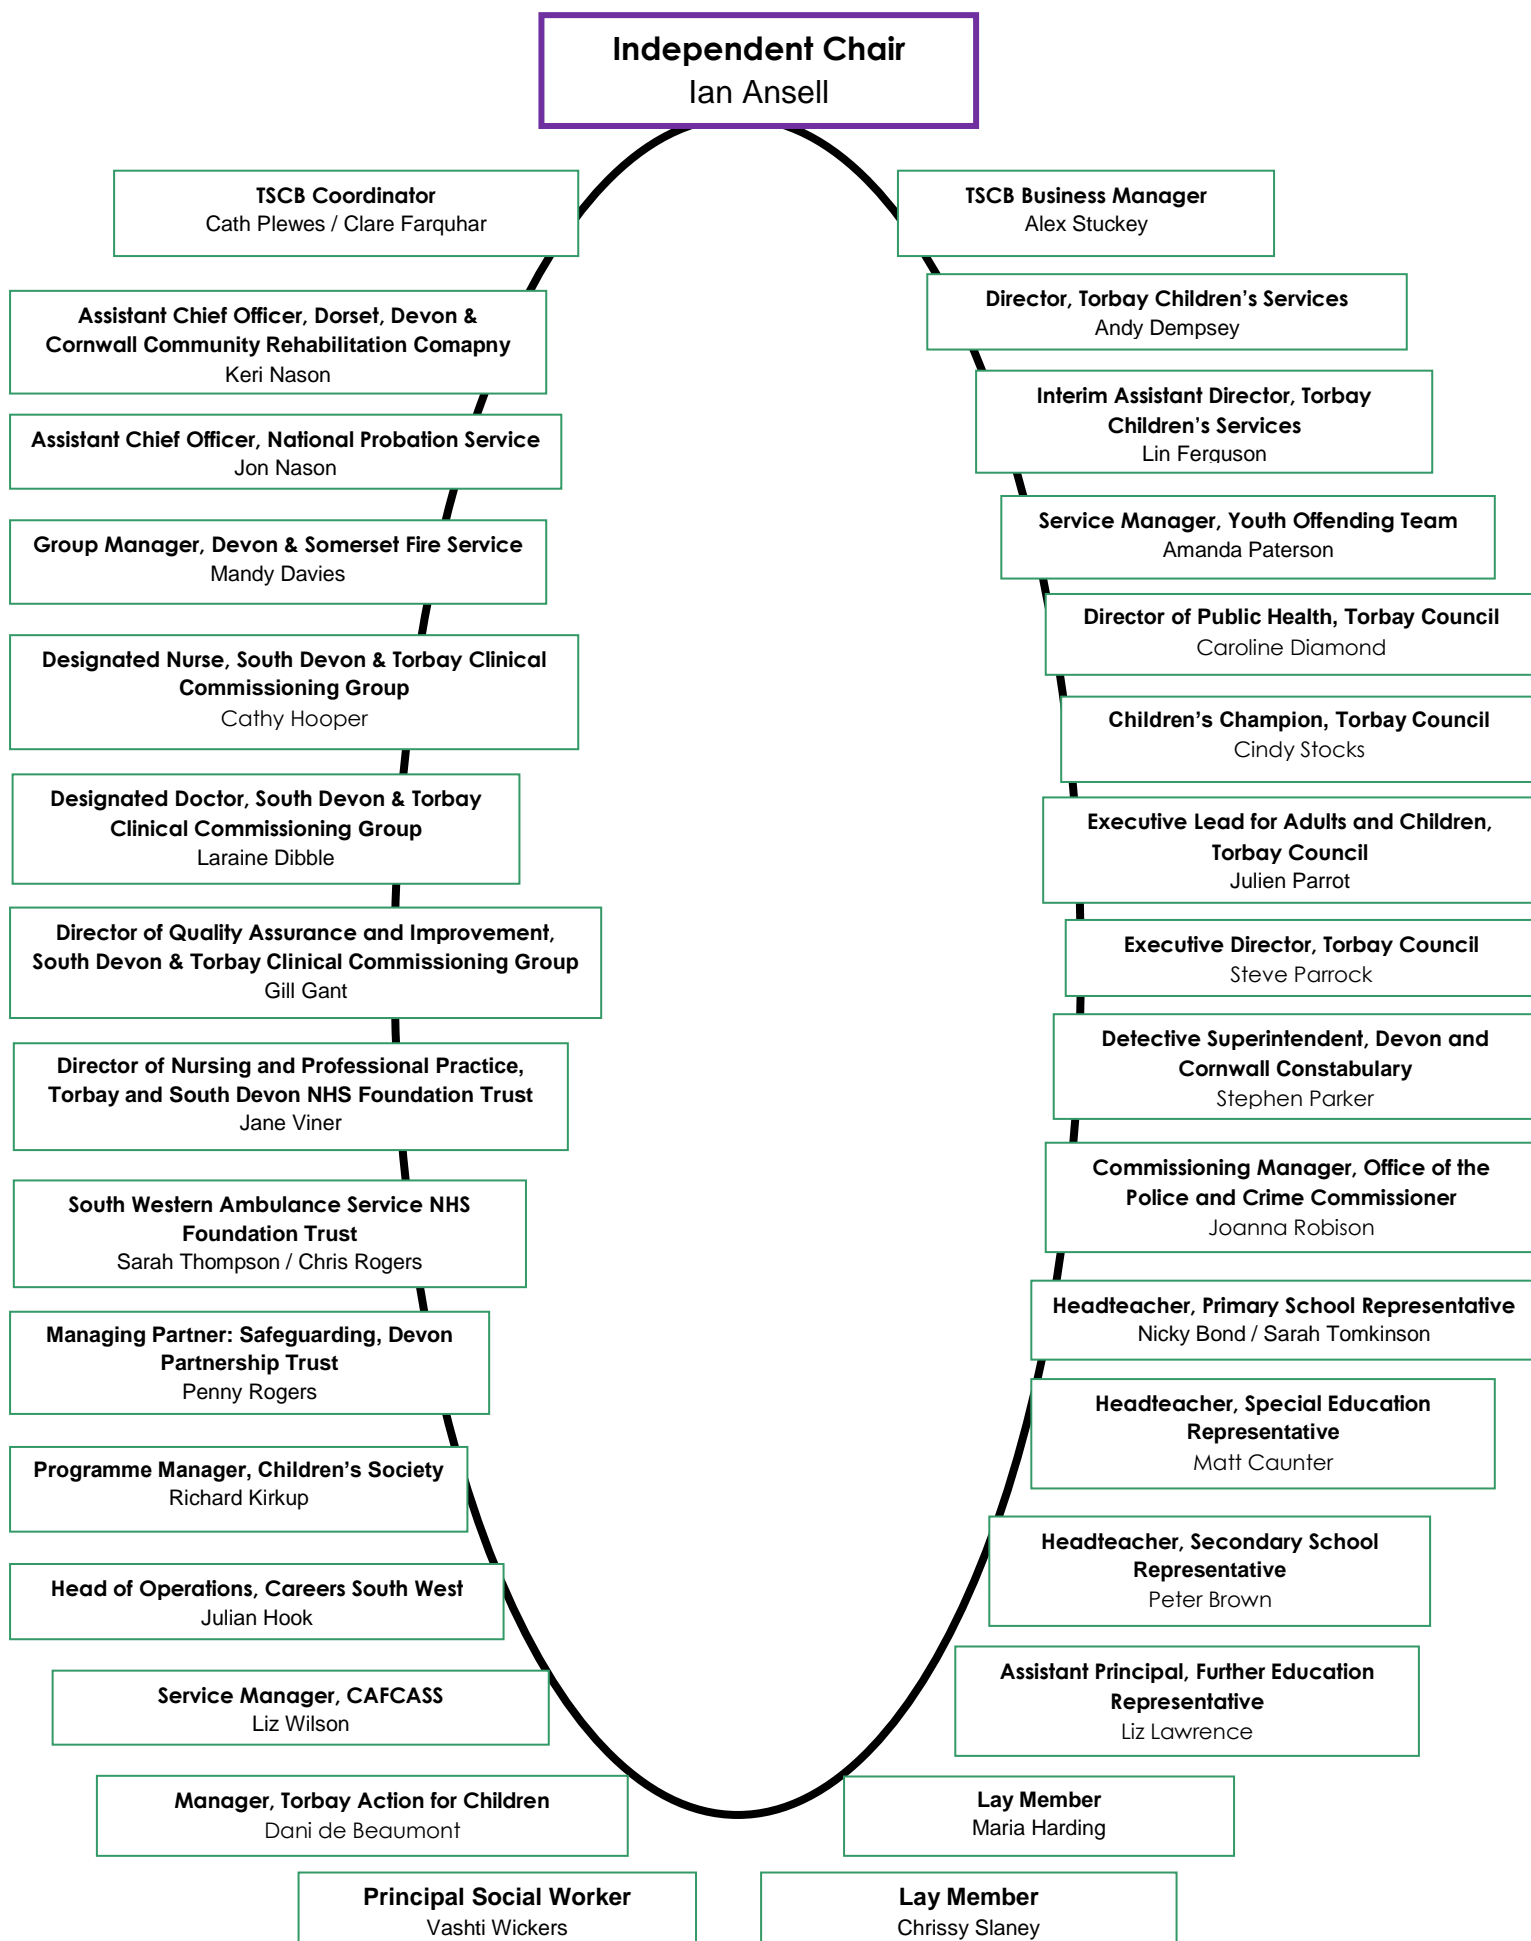 Independent Chair
Ian Ansell
TSCB Coordinator
Cath Plewes / Clare Farquhar
Assistant Chief Officer, Dorset, Devon &
Cornwall Community Rehabilitation Comapny
Keri Nason
Assistant Chief Officer, National Probation Service
Jon Nason
Group Manager, Devon & Somerset Fire Service
Mandy Davies
Designated Nurse, South Devon & Torbay Clinical
Commissioning Group
Cathy Hooper
Designated Doctor, South Devon & Torbay
Clinical Commissioning Group
Laraine Dibble
Director of Quality Assurance and Improvement,
South Devon & Torbay Clinical Commissioning Group
Gill Gant
Director of Nursing and Professional Practice,
Torbay and South Devon NHS Foundation Trust
Jane Viner
South Western Ambulance Service NHS
Foundation Trust
Sarah Thompson / Chris Rogers
Managing Partner: Safeguarding, Devon
Partnership Trust
Penny Rogers
Programme Manager, Children's Society
Richard Kirkup
Head of Operations, Careers South West
Julian Hook
Service Manager, CAFCASS
Liz Wilson
Manager, Torbay Action for Children
Dani de Beaumont
Principal Social Worker
Vashti Wickers
TSCB Business Manager
Alex Stuckey
Director, Torbay Children's Services
Andy Dempsey
Interim Assistant Director, Torbay
Children's Services
Lin Ferguson
Service Manager, Youth Offending Team
Amanda Paterson
Director of Public Health, Torbay Council
Caroline Diamond
Children's Champion, Torbay Council
Cindy Stocks
Executive Lead for Adults and Children,
Torbay Council
Julien Parrot
Executive Director, Torbay Council
Steve Parrock
Detective Superintendent, Devon and
Cornwall Constabulary
Stephen Parker
Commissioning Manager, Office of the
Police and Crime Commissioner
Joanna Robison
Headteacher, Primary School Representative
Nicky Bond / Sarah Tomkinson
Headteacher, Special Education
Representative
Matt Caunter
Headteacher, Secondary School
Representative
Peter Brown
Assistant Principal, Further Education
Representative
Liz Lawrence
Lay Member
Maria Harding
Lay Member
Chrissy Slaney